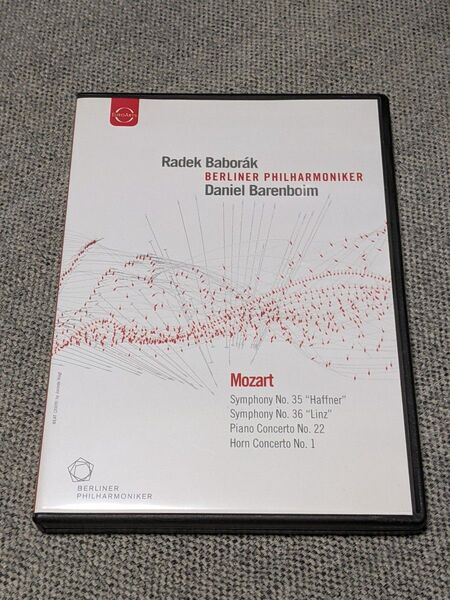 EuroArts
Radek Baborák
BERLINER PHILHARMONIKER
Daniel Barenboim
Mozart
Symphony No. 35 “Haffner”
Symphony No. 36 “Linz”
Piano Concerto No. 22
Horn Concerto No. 1
BERLINER
PHILHARMONIKER